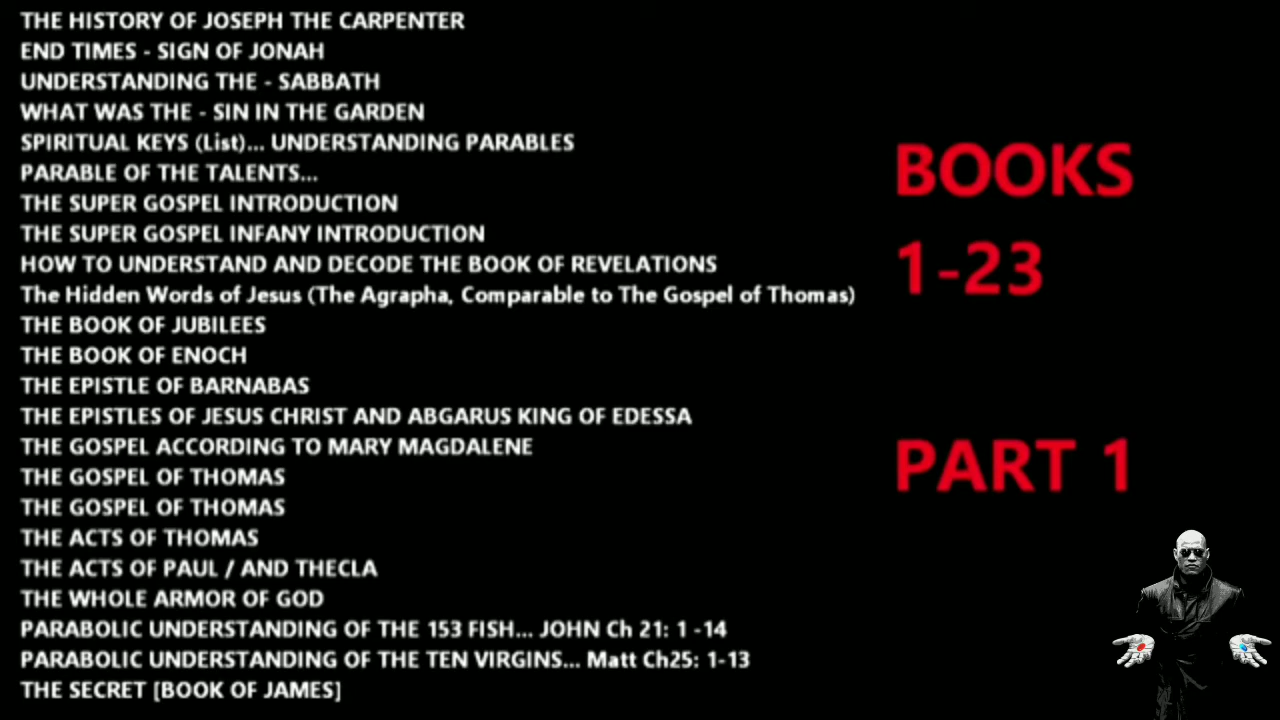 THE HISTORY OF JOSEPH THE CARPENTER
END TIMES - SIGN OF JONAH
UNDERSTANDING THE - SABBATH
WHAT WAS THE - SIN IN THE GARDEN
SPIRITUAL KEYS (List)... UNDERSTANDING PARABLES
PARABLE OF THE TALENTS...
THE SUPER GOSPEL INTRODUCTION
THE SUPER GOSPEL INFANY INTRODUCTION
HOW TO UNDERSTAND AND DECODE THE BOOK OF REVELATIONS
The Hidden Words of Jesus (The Agrapha, Comparable to The Gospel of Thomas)
THE BOOK OF JUBILEES
THE BOOK OF ENOCH
THE EPISTLE OF BARNABAS
THE EPISTLES OF JESUS CHRIST AND ABGARUS KING OF EDESSA
THE GOSPEL ACCORDING TO MARY MAGDALENE
THE GOSPEL OF THOMAS
THE GOSPEL OF THOMAS
THE ACTS OF THOMAS
THE ACTS OF PAUL / AND THECLA
THE WHOLE ARMOR OF GOD
PARABOLIC UNDERSTANDING OF THE 153 FISH... JOHN Ch 21: 1 -14
PARABOLIC UNDERSTANDING OF THE TEN VIRGINS... Matt Ch25: 1-13
THE SECRET [BOOK OF JAMES]
BOOKS
1-23
PART 1